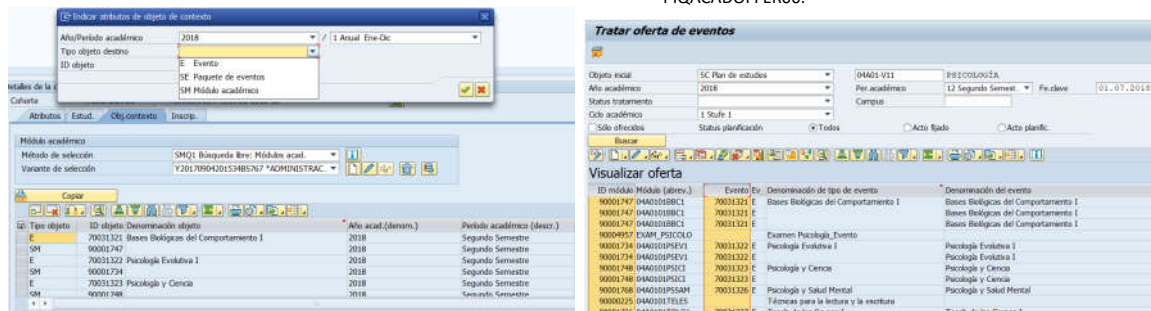 Indicar atributos de objeto de contexto
Año/Período académico 2018 / 1 Anual Ene-Dic
Tipo objeto destino
ID objeto
E Evento
SE Paquete de eventos
SM Módulo académico
etalles de la c
Cohorte
Atributos Estud. Obj.contexto Inscrip.
Módulo académico
Método de selección SMQ1 Búsqueda libre: Módulos acad.
Variante de selección Y20170904201534B5767 *ADMINISTRAC.
Copiar
Tipo objeto ID objeto Denominación objeto Año acad.(denom.) Período académico (descr.)
E 70031321 Bases Biológicas del Comportamiento I 2018 Segundo Semestre
SM 90001747 2018 Segundo Semestre
E 70031322 Psicología Evolutiva I 2018 Segundo Semestre
SM 90001734 2018 Segundo Semestre
E 70031323 Psicología y Ciencia 2018 Segundo Semestre
SM 90001748 2018 Segundo Semestre
Tratar oferta de eventos
Objeto inicial SC Plan de estudios 04A01-V11 PSICOLOGÍA
Año académico 2018 Per.académico 12 Segundo Semest. Fe.clave 01.07.2018
Status tratamiento Campus
Ciclo académico 1 Stufe 1
Sólo ofrecidos Status planificación Todos Acto fijado Acto planific.
Buscar
Visualizar oferta
ID módulo Módulo (abrev.) Evento Ev Denominación de tipo de evento Denominación del evento
90001747 04A0101BBC1 70031321 E Bases Biológicas del Comportamiento I Bases Biológicas del Comportamiento I
90001747 04A0101BBC1 70031321 E Bases Biológicas del Comportamiento I
90001747 04A0101BBC1 70031321 E Bases Biológicas del Comportamiento I
90004957 EXAM_PSICOLO Examen Psicología_Evento
90001734 04A0101PSEV1 70031322 E Psicología Evolutiva I Psicología Evolutiva I
90001734 04A0101PSEV1 70031322 E Psicología Evolutiva I
90001748 04A0101PSICI 70031323 E Psicología y Ciencia Psicología y Ciencia
90001748 04A0101PSICI 70031323 E Psicología y Ciencia
90001768 04A0101PSSAM 70031326 E Psicología y Salud Mental Psicología y Salud Mental
90000225 04A0101TELES Técnicas para la lectura y la escritura